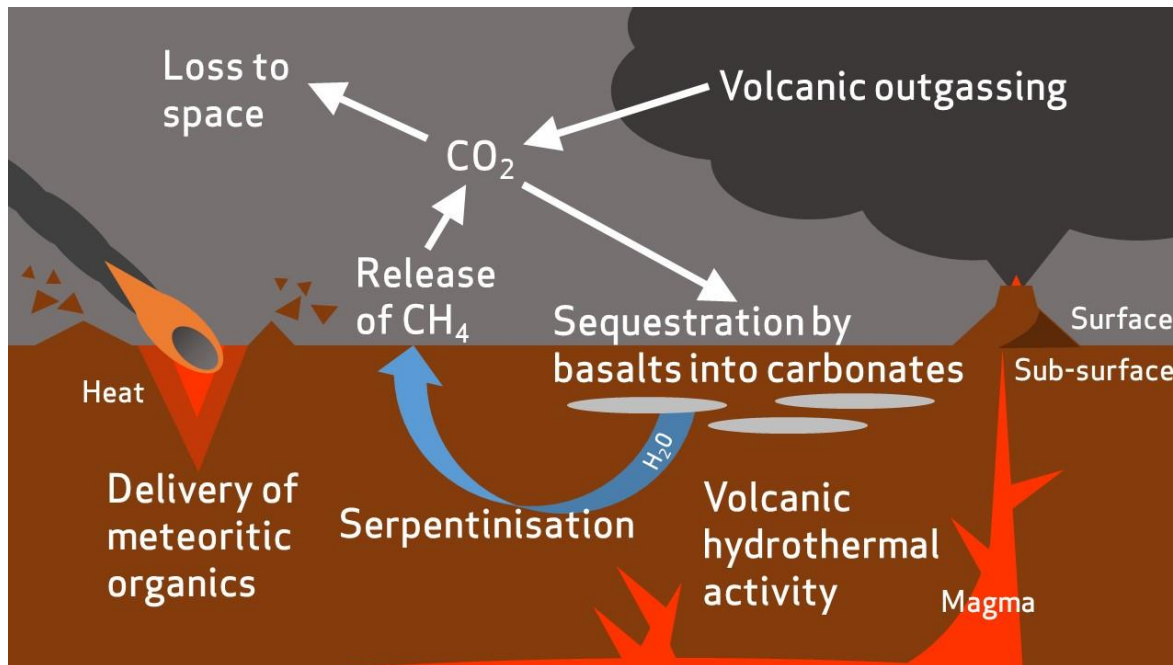 Loss to
space
Volcanic outgassing
CO₂
Release
of CH₄
Sequestration by
basalts into carbonates
Surface
Sub-surface
Heat
H₂O
Delivery of
meteoritic
organics
Serpentinisation
Volcanic
hydrothermal
activity
Magma